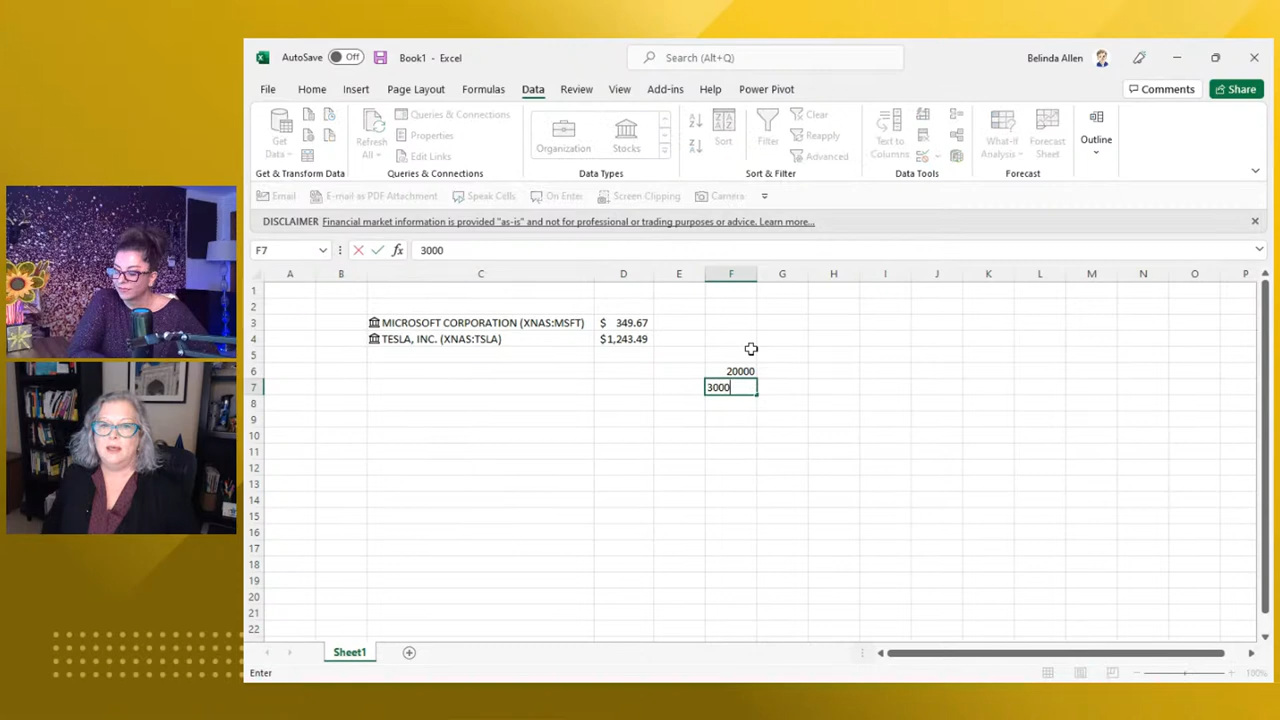 AutoSave Off Book1 - Excel Search (Alt+Q) Belinda Allen
File Home Insert Page Layout Formulas Data Review View Add-ins Help Power Pivot Comments Share
Get Data
Refresh All
Queries & Connections
Properties
Edit Links
Organization
Stocks
Sort
Filter
Clear
Reapply
Advanced
Text to Columns
What-If Analysis
Forecast Sheet
Outline
Get & Transform Data Queries & Connections Data Types Sort & Filter Data Tools Forecast
Email E-mail as PDF Attachment Speak Cells On Enter Screen Clipping Camera
DISCLAIMER Financial market information is provided "as-is" and not for professional or trading purposes or advice. Learn more...
F7 fx 3000
A B C D E F G H I J K L M N O P
1
2
3 MICROSOFT CORPORATION (XNAS:MSFT) $ 349.67
4 TESLA, INC. (XNAS:TSLA) $1,243.49
5
6 20000
7 3000
8
9
10
11
12
13
14
15
16
17
18
19
20
21
22
Sheet1
Enter 100%